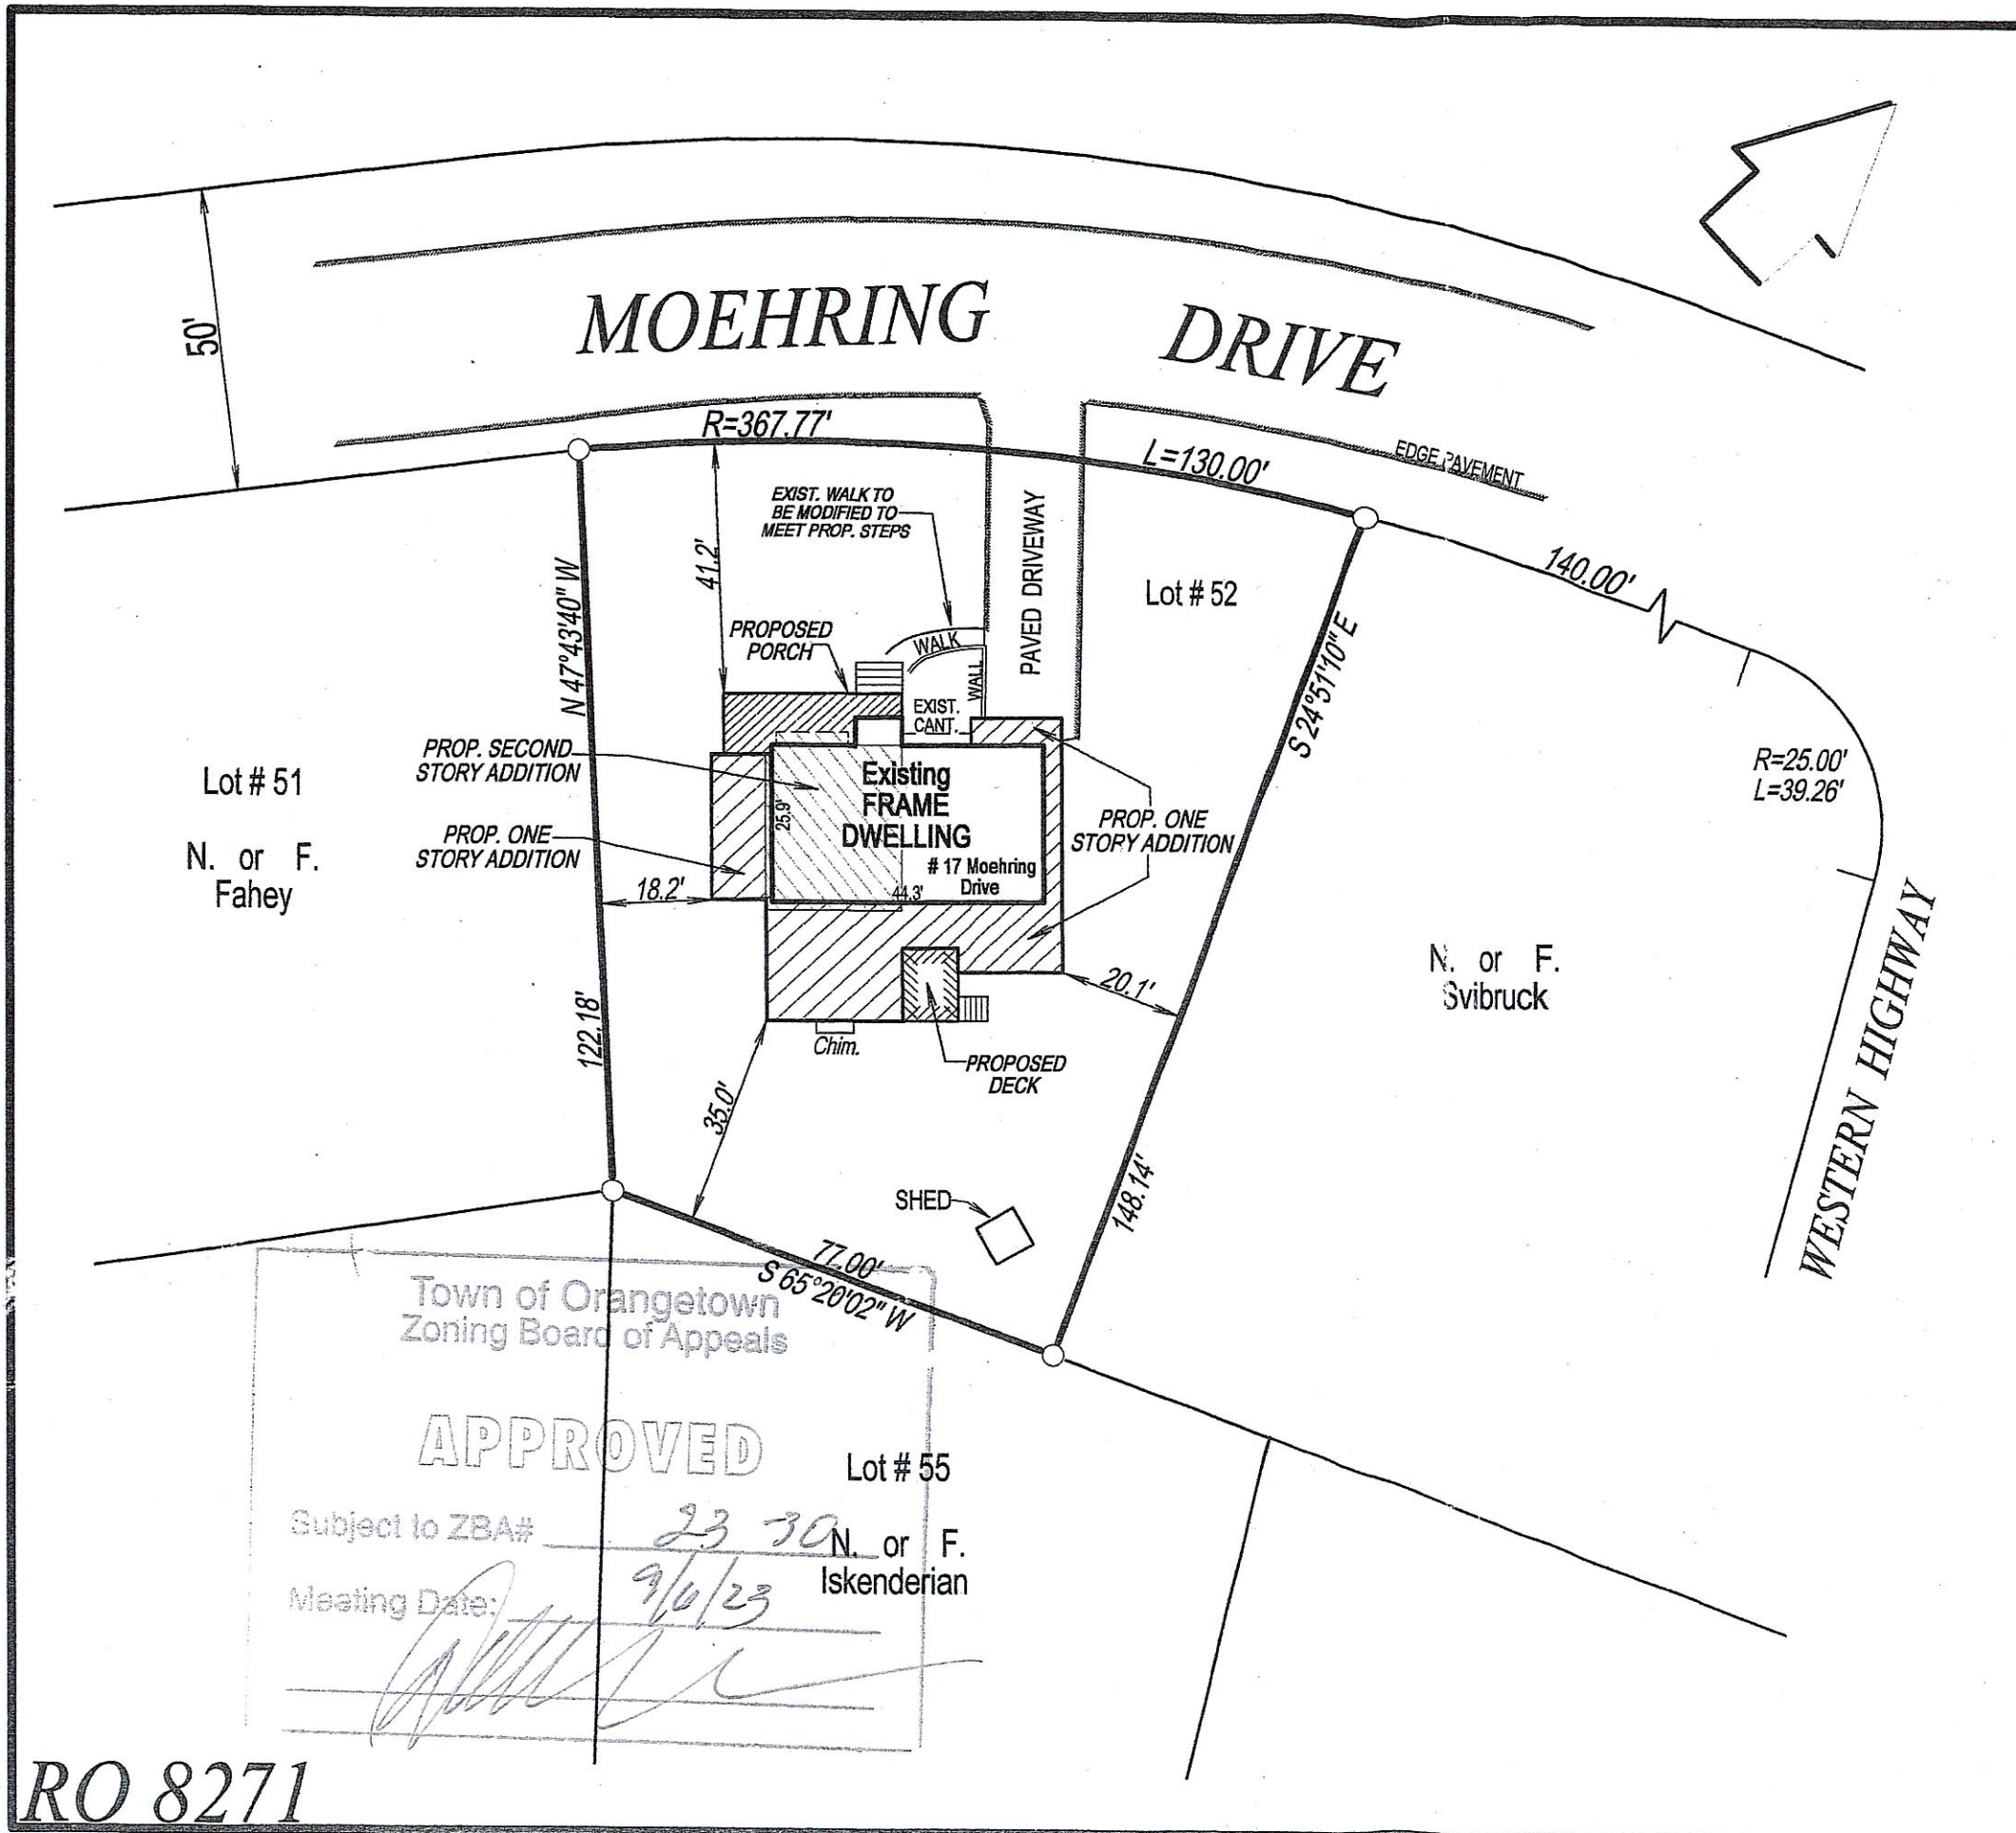 50'
MOEHRING DRIVE
R=367.77'
L=130.00'
EDGE PAVEMENT
EXIST. WALK TO
BE MODIFIED TO
MEET PROP. STEPS
PAVED DRIVEWAY
Lot # 52
140.00'
41.2'
N 47°43'40" W
122.18'
S 24°51'10" E
148.14'
PROPOSED
PORCH
WALK
WALL
EXIST.
CANT.
PROP. SECOND
STORY ADDITION
Lot # 51
N. or F.
Fahey
PROP. ONE
STORY ADDITION
18.2'
25.9'
Existing
FRAME
DWELLING
# 17 Moehring
Drive
44.3'
PROP. ONE
STORY ADDITION
R=25.00'
L=39.26'
N. or F.
Svibruck
WESTERN HIGHWAY
20.1'
Chim.
PROPOSED
DECK
35.0'
SHED
77.00'
S 65°20'02" W
Town of Orangetown
Zoning Board of Appeals
APPROVED
Lot # 55
Subject to ZBA# 23-30
N. or F.
Iskenderian
Meeting Date: 9/6/23
RO 8271